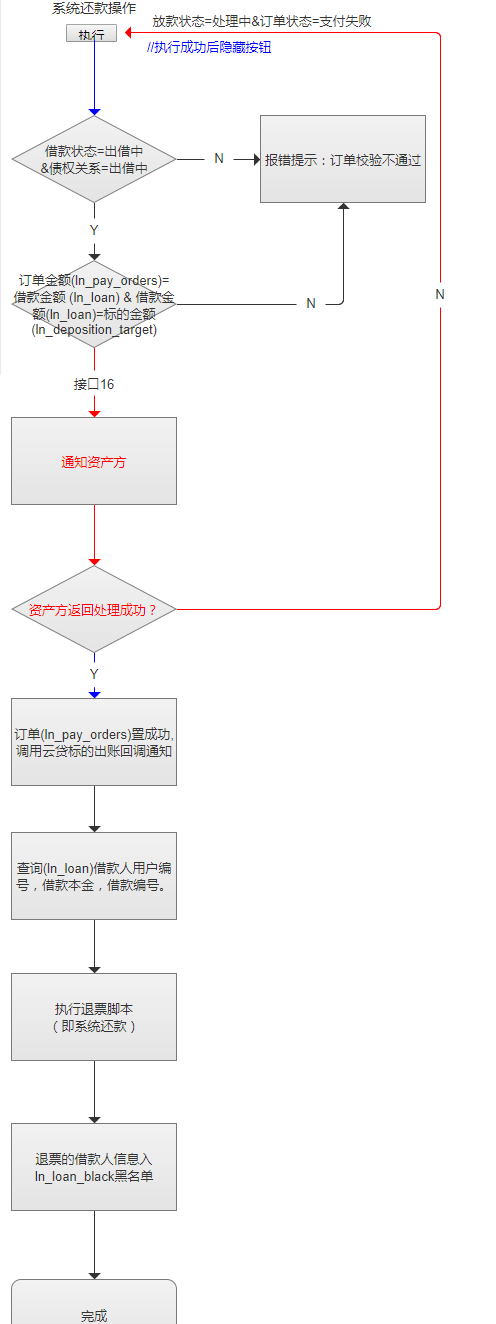 系统还款操作
放款状态=处理中&订单状态=支付失败
执行
//执行成功后隐藏按钮
借款状态=出借中
&债权关系=出借中
N
报错提示：订单校验不通过
Y
订单金额(ln_pay_orders)=
借款金额 (ln_loan) & 借款金
额(ln_loan)=标的金额
(ln_deposition_target)
N
N
接口16
通知资产方
资产方返回处理成功？
Y
订单(ln_pay_orders)置成功,
调用云贷标的出账回调通知
查询(ln_loan)借款人用户编
号，借款本金，借款编号。
执行退票脚本
（即系统还款）
退票的借款人信息入
ln_loan_black黑名单
完成